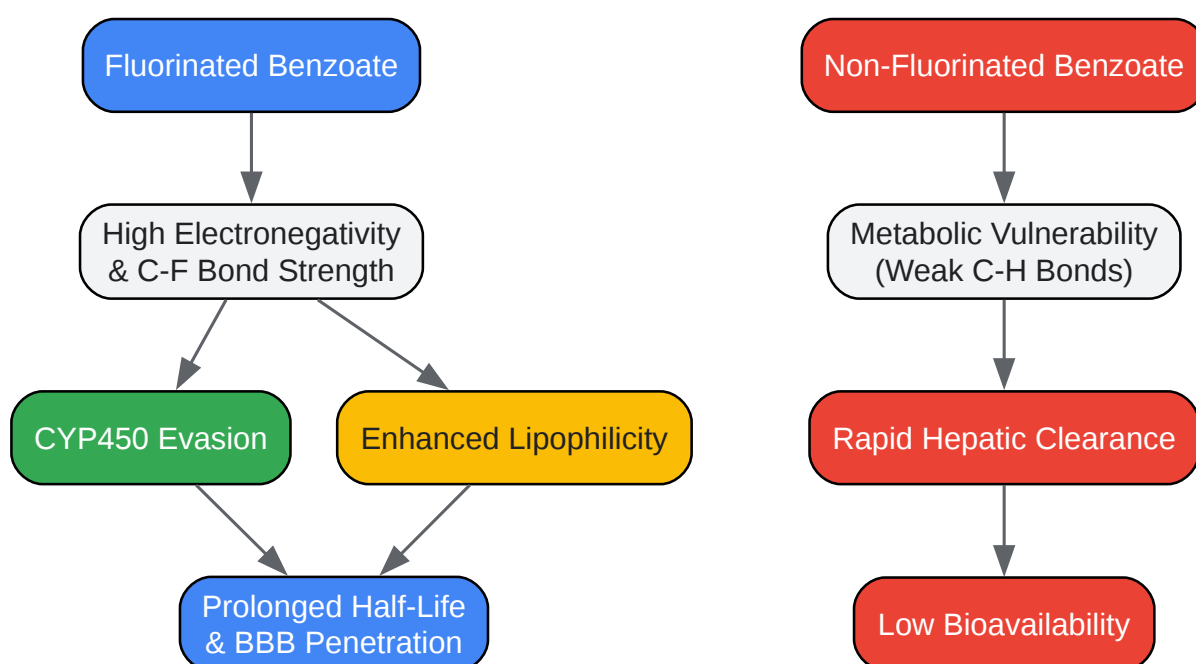 Fluorinated Benzoate
Non-Fluorinated Benzoate
High Electronegativity
& C-F Bond Strength
Metabolic Vulnerability
(Weak C-H Bonds)
CYP450 Evasion
Enhanced Lipophilicity
Rapid Hepatic Clearance
Prolonged Half-Life
& BBB Penetration
Low Bioavailability